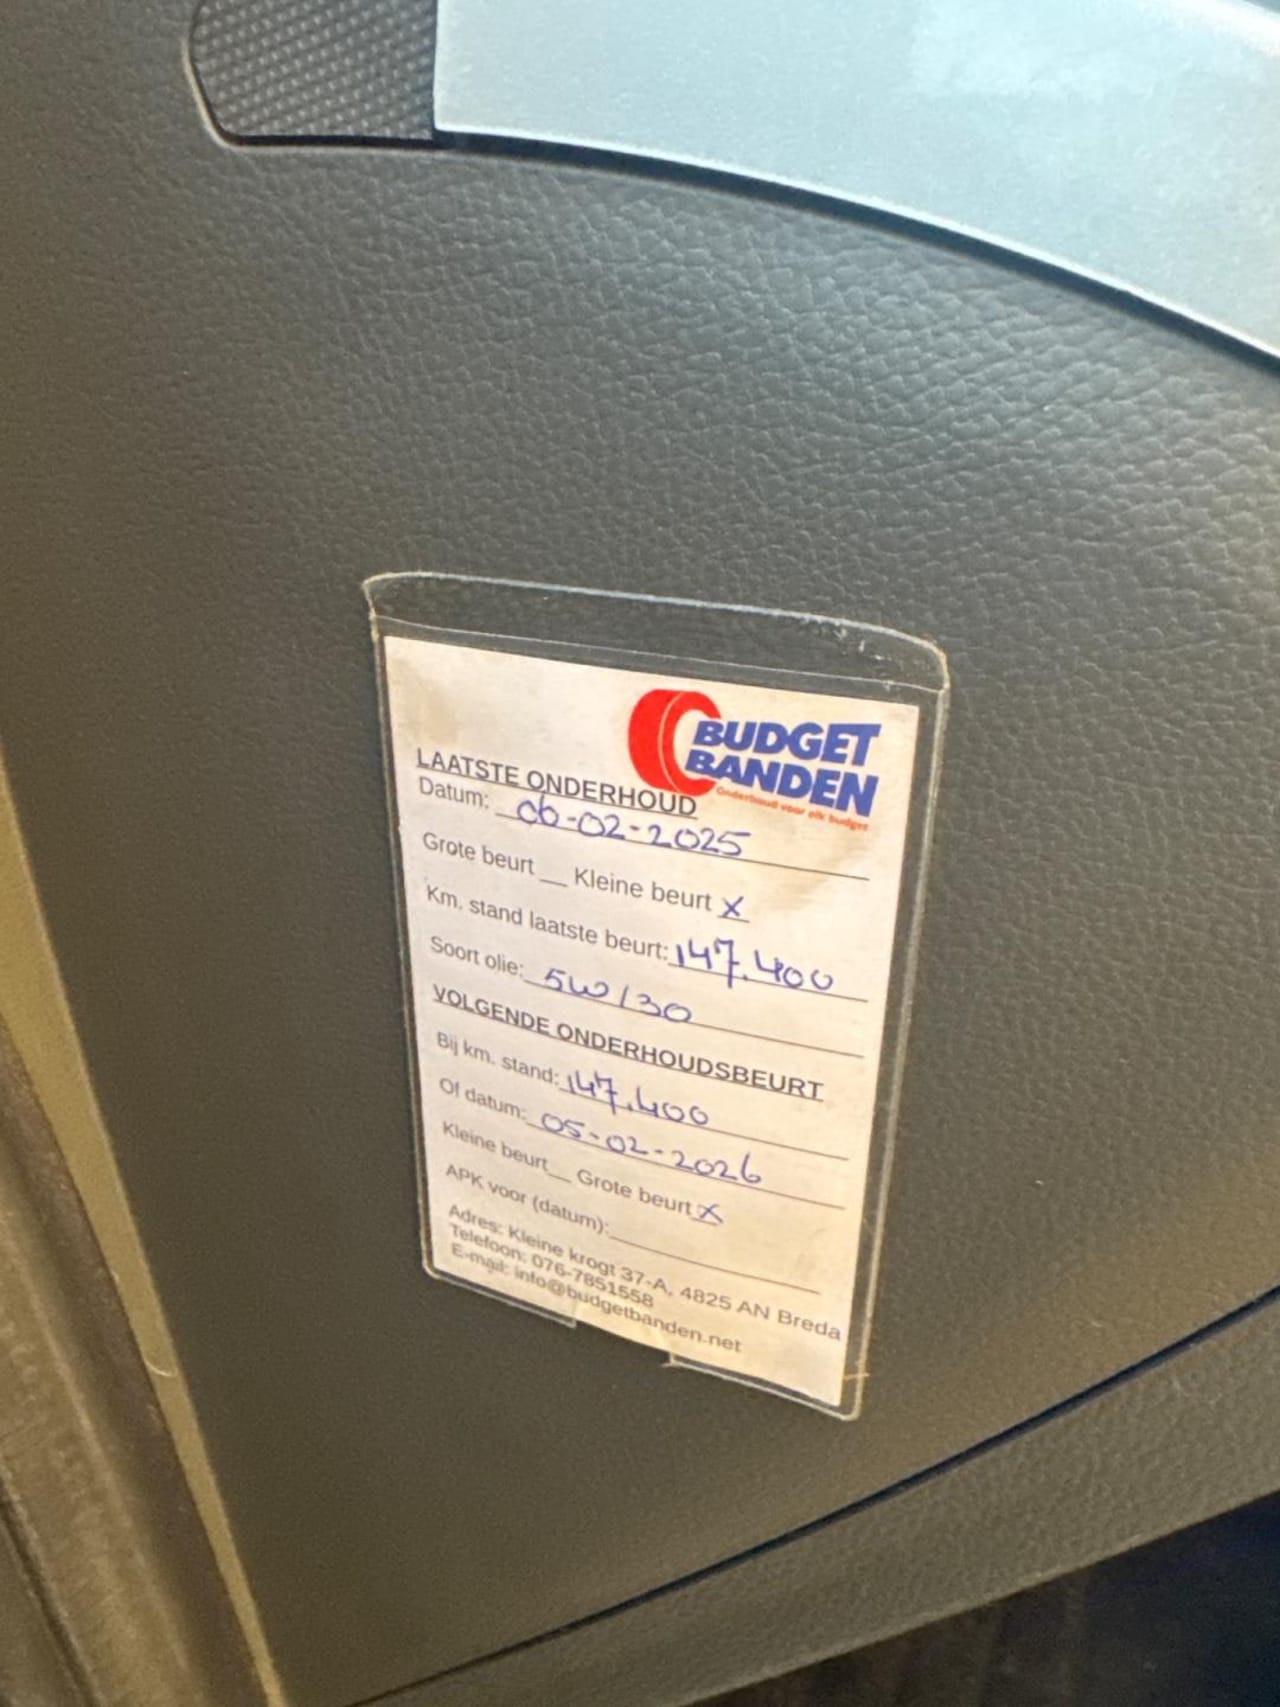 BUDGET
BANDEN
Onderhoud voor elk budget
LAATSTE ONDERHOUD
Datum: 06-02-2025
Grote beurt __ Kleine beurt X
Km. stand laatste beurt: 147.400
Soort olie: 5W/30
VOLGENDE ONDERHOUDSBEURT
Bij km. stand: 147.400
Of datum: 05-02-2026
Kleine beurt __ Grote beurt X
APK voor (datum):
Adres: Kleine krogt 37-A, 4825 AN Breda
Telefoon: 076-7851558
E-mail: info@budgetbanden.net